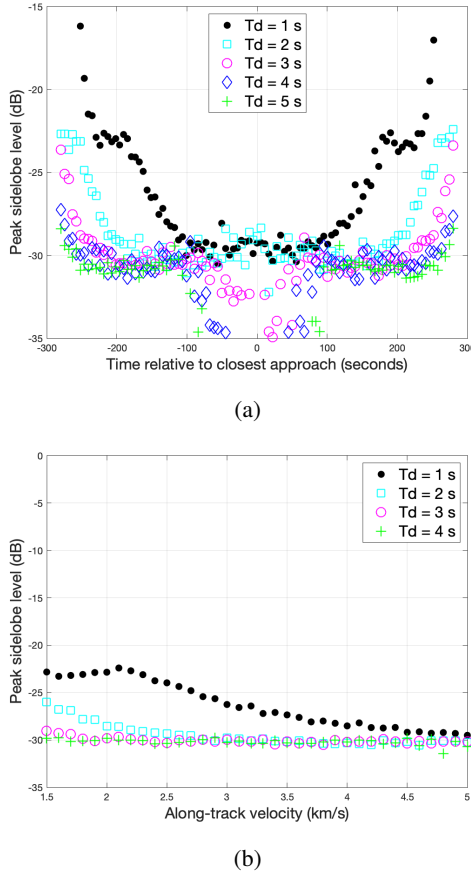 -15
-20
-25
-30
-35
-300
-200
-100
0
100
200
300
Peak sidelobe level (dB)
Time relative to closest approach (seconds)
Td = 1 s
Td = 2 s
Td = 3 s
Td = 4 s
Td = 5 s
(a)
0
-5
-10
-15
-20
-25
-30
-35
1.5
2
2.5
3
3.5
4
4.5
5
Peak sidelobe level (dB)
Along-track velocity (km/s)
Td = 1 s
Td = 2 s
Td = 3 s
Td = 4 s
(b)